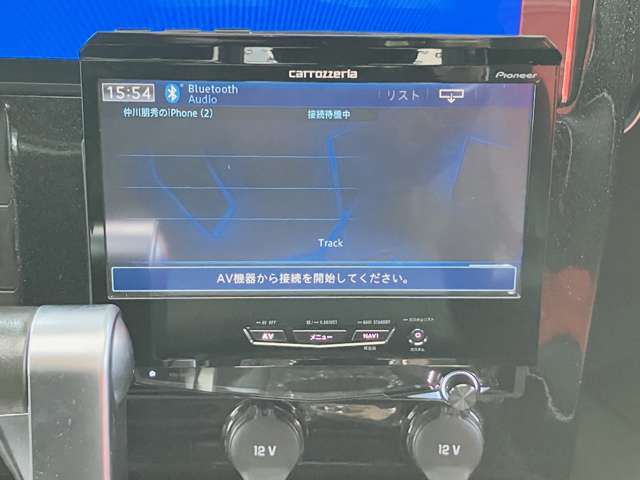 carrozzeria
Pioneer
15:54 Bluetooth Audio リスト
仲川朋秀のiPhone (2) 接続待機中
Track
AV機器から接続を開始してください。
AV メニュー NAVI
12 V 12 V